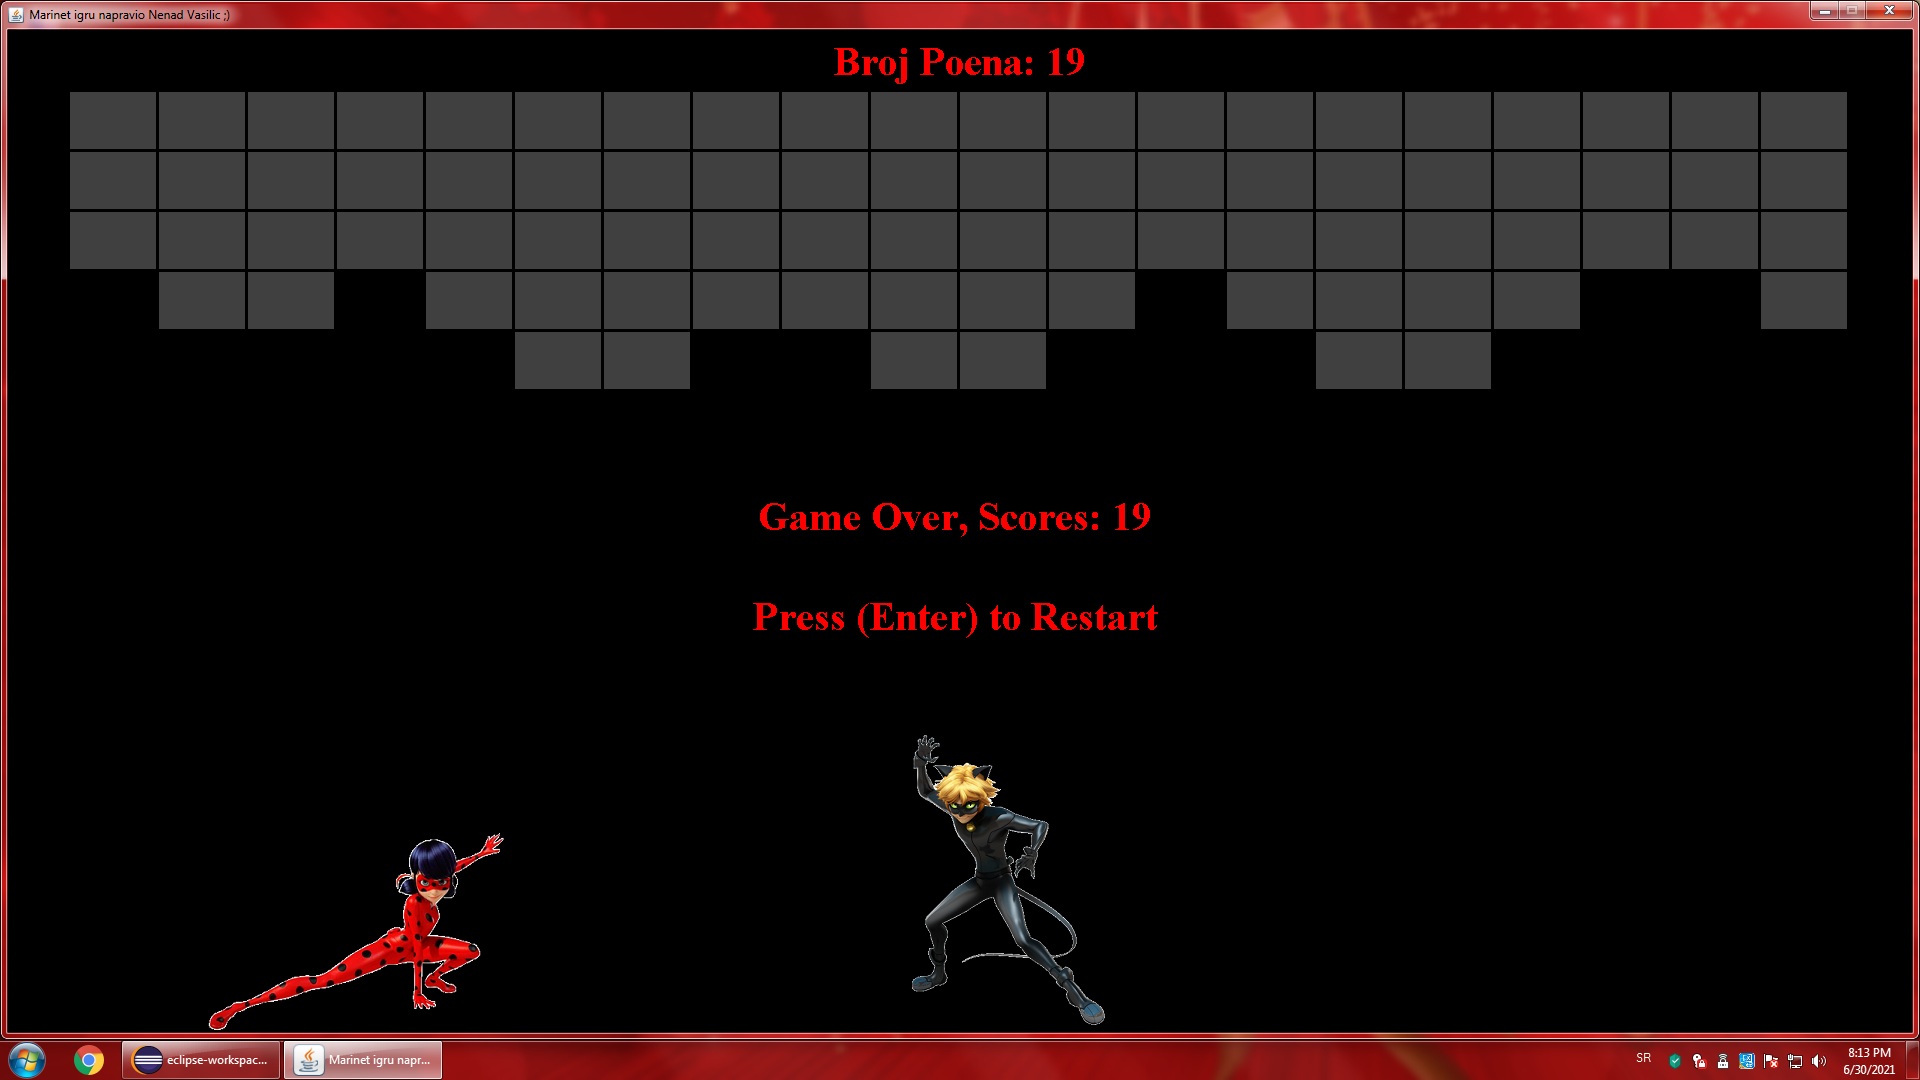 Marinet igru napravio Nenad Vasilic ;)
Broj Poena: 19
Game Over, Scores: 19
Press (Enter) to Restart
eclipse-workspac...
Marinet igru napr...
SR
8:13 PM
6/30/2021